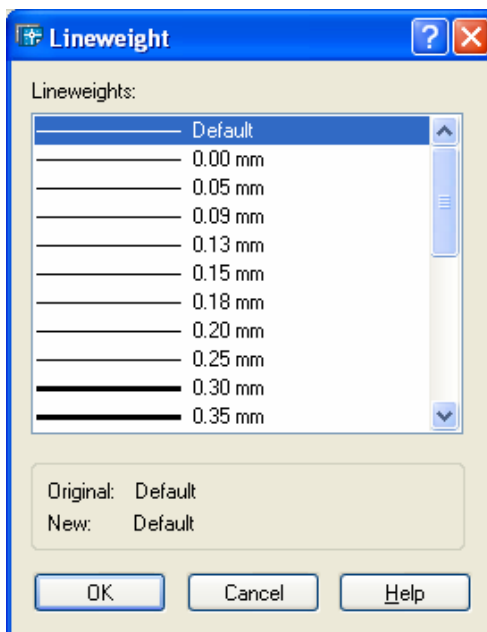 Lineweight
Lineweights:
Default
0.00 mm
0.05 mm
0.09 mm
0.13 mm
0.15 mm
0.18 mm
0.20 mm
0.25 mm
0.30 mm
0.35 mm
Original: Default
New: Default
OK Cancel Help